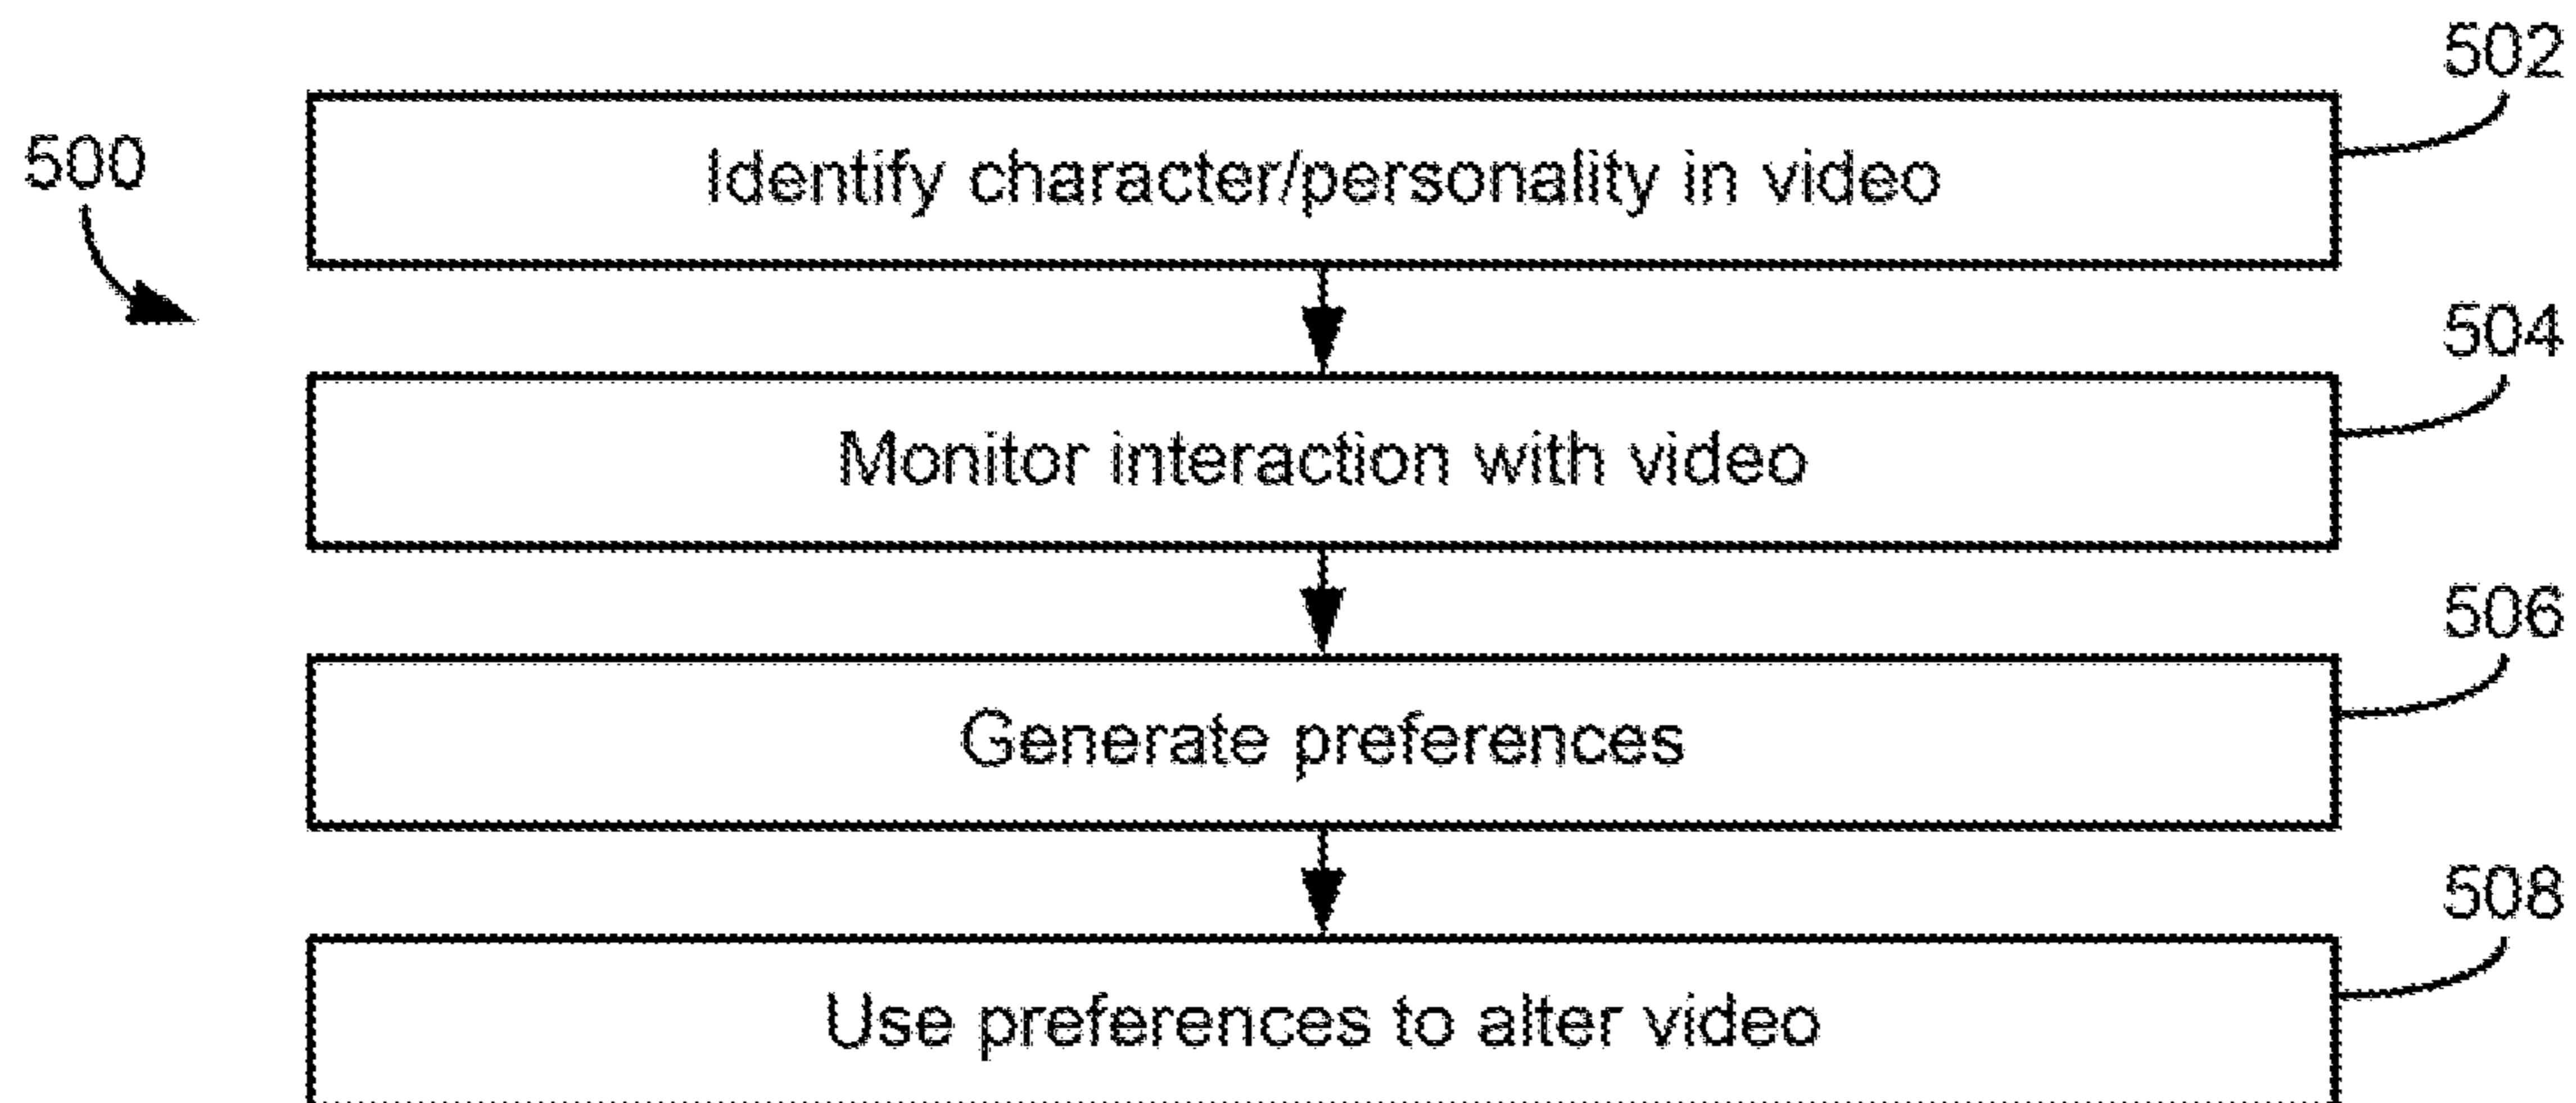 502
500
Identify character/personality in video
504
Monitor interaction with video
506
Generate preferences
508
Use preferences to alter video